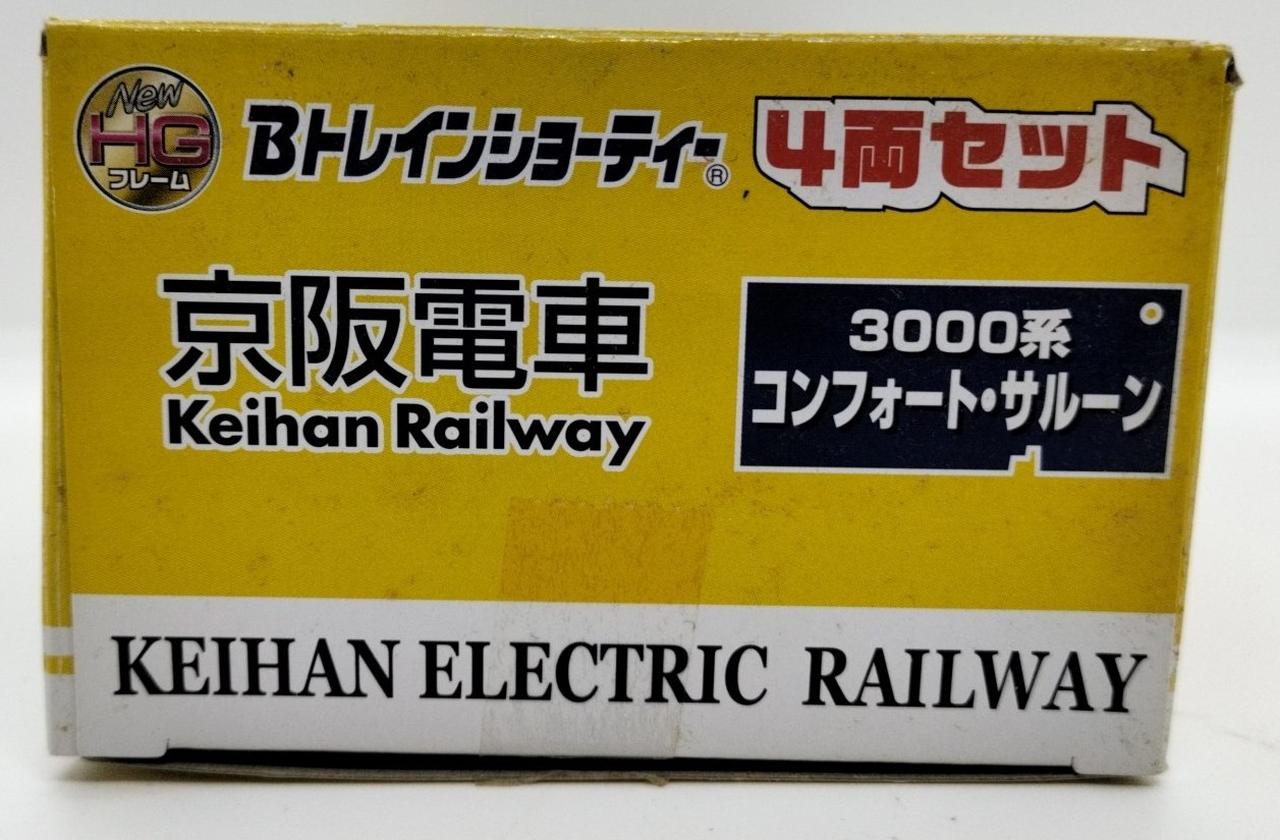 New
HG
フレーム
Bトレインショーティー®
4両セット
京阪電車
Keihan Railway
3000系
コンフォート・サルーン
KEIHAN ELECTRIC RAILWAY